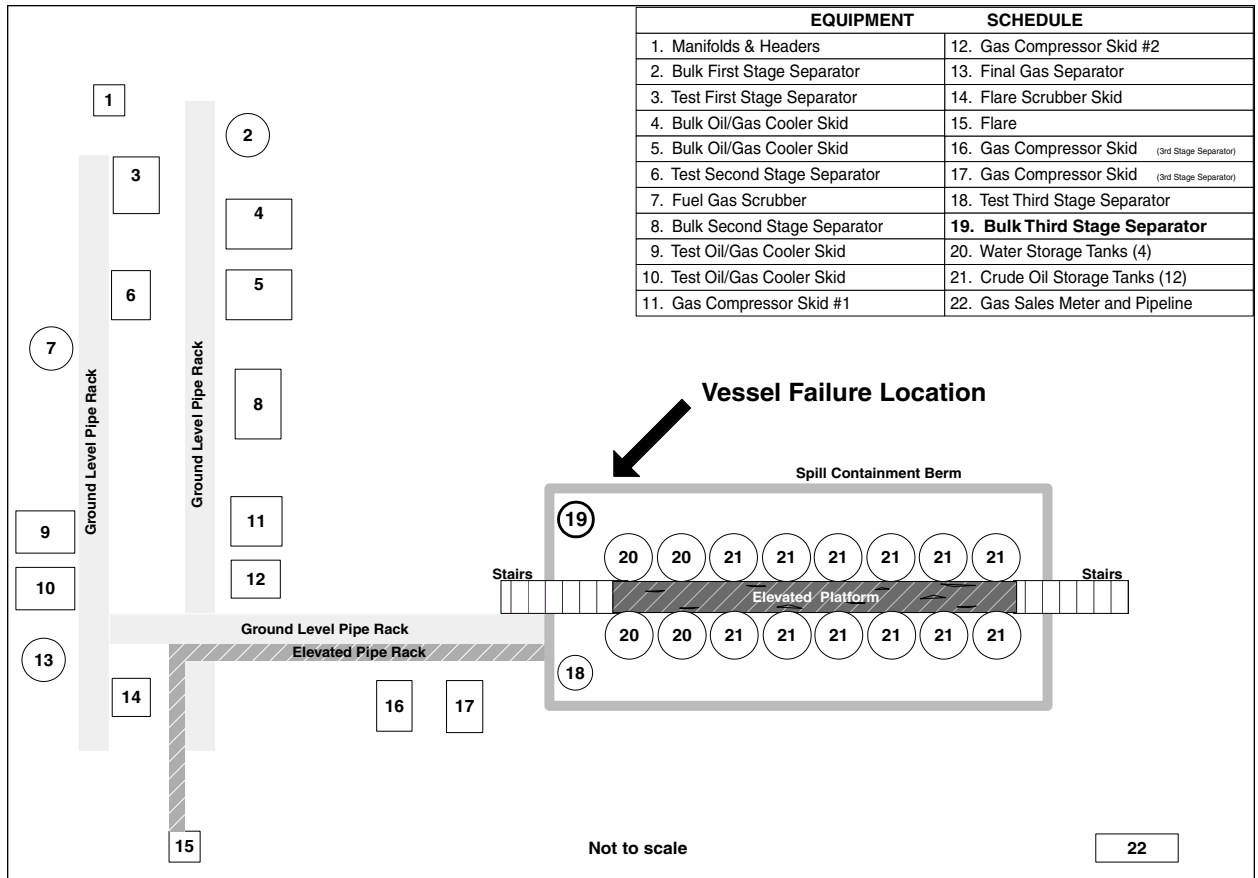 EQUIPMENT SCHEDULE
1. Manifolds & Headers
12. Gas Compressor Skid #2
2. Bulk First Stage Separator
13. Final Gas Separator
3. Test First Stage Separator
14. Flare Scrubber Skid
4. Bulk Oil/Gas Cooler Skid
15. Flare
5. Bulk Oil/Gas Cooler Skid
16. Gas Compressor Skid (3rd Stage Separator)
6. Test Second Stage Separator
17. Gas Compressor Skid (3rd Stage Separator)
7. Fuel Gas Scrubber
18. Test Third Stage Separator
8. Bulk Second Stage Separator
19. Bulk Third Stage Separator
9. Test Oil/Gas Cooler Skid
20. Water Storage Tanks (4)
10. Test Oil/Gas Cooler Skid
21. Crude Oil Storage Tanks (12)
11. Gas Compressor Skid #1
22. Gas Sales Meter and Pipeline
1
2
3
4
5
6
7
8
Ground Level Pipe Rack
Ground Level Pipe Rack
Vessel Failure Location
Spill Containment Berm
9
11
19
10
12
20 20 21 21 21 21 21 21
Stairs
Elevated Platform
Stairs
Ground Level Pipe Rack
20 20 21 21 21 21 21 21
Elevated Pipe Rack
13
18
14
16
17
15
Not to scale
22